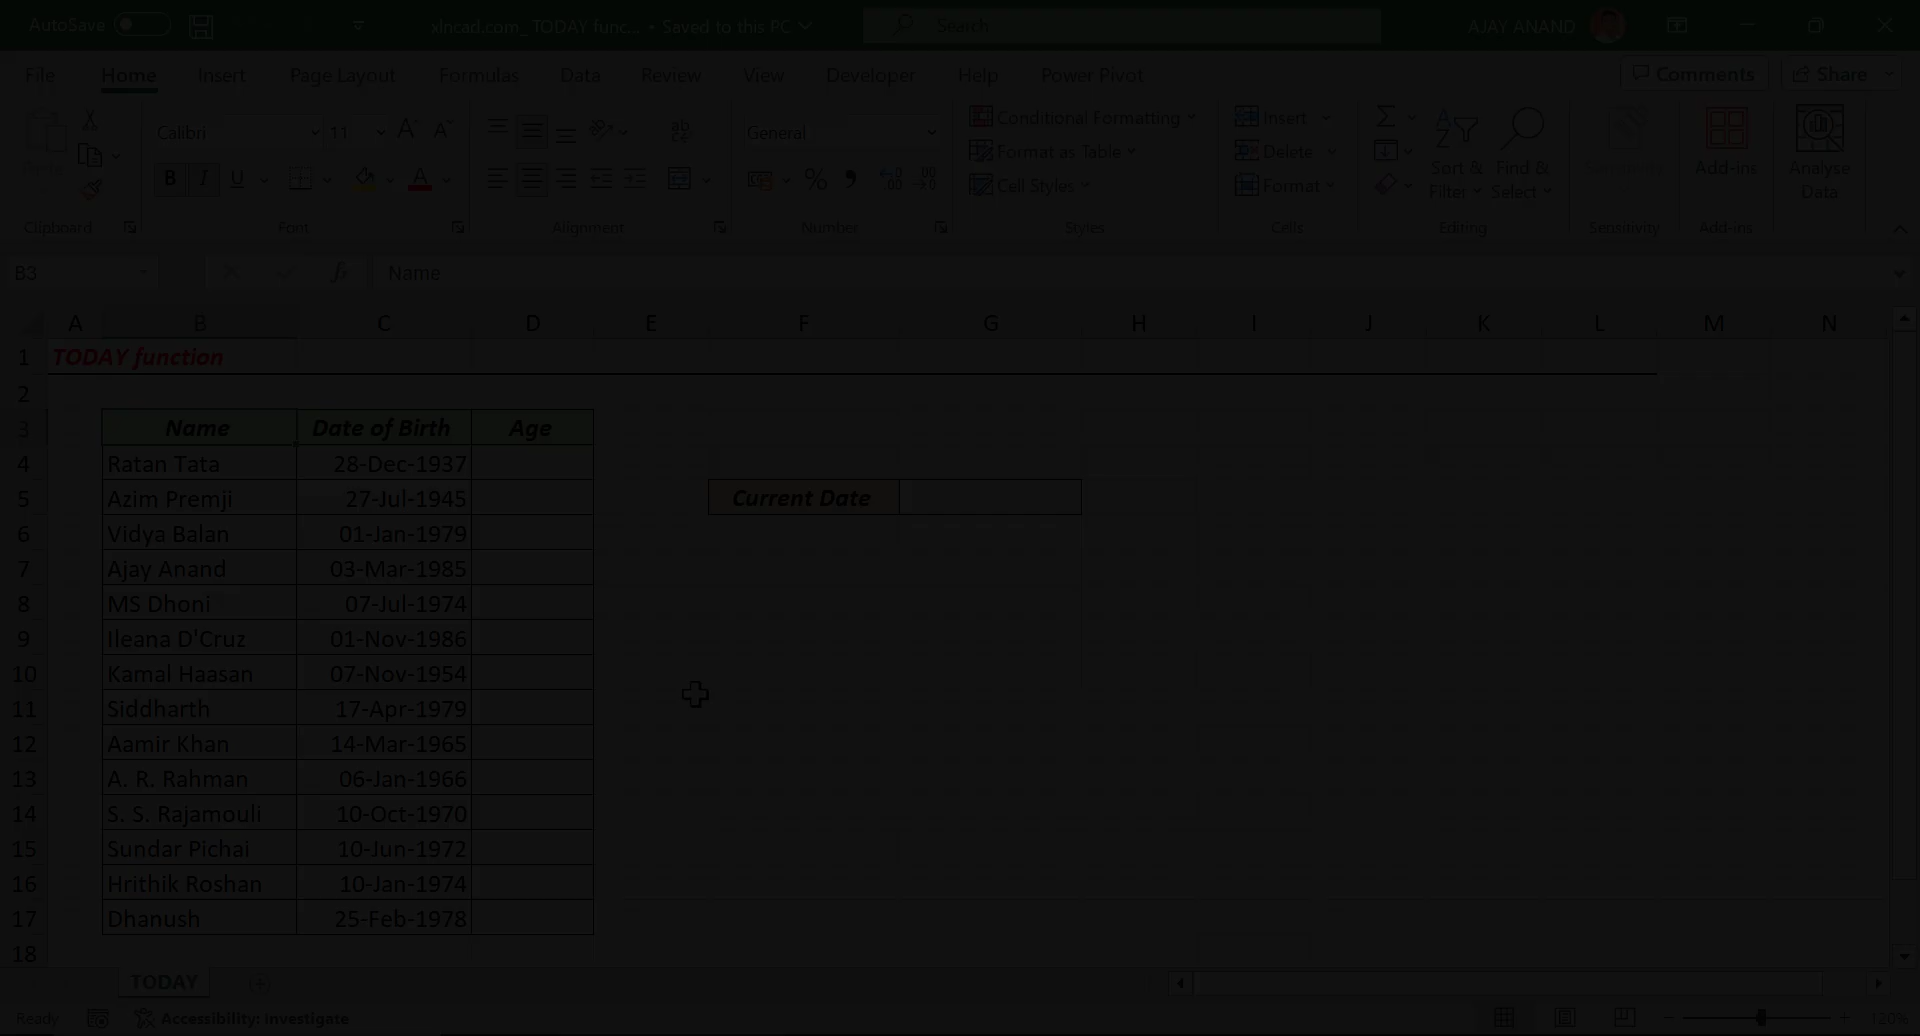 AutoSave
xlncad.com_ TODAY func... • Saved to this PC
Search
AJAY ANAND
File Home Insert Page Layout Formulas Data Review View Developer Help Power Pivot
Comments Share
Calibri 11
General
Conditional Formatting
Format as Table
Cell Styles
Insert
Delete
Format
Sort & Filter
Find & Select
Add-ins
Analyse Data
Clipboard Font Alignment Number Styles Cells Editing Sensitivity Add-ins
B3 fx Name
A B C D E F G H I J K L M N
1 TODAY function
2
3 Name Date of Birth Age
4 Ratan Tata 28-Dec-1937
5 Azim Premji 27-Jul-1945 Current Date
6 Vidya Balan 01-Jan-1979
7 Ajay Anand 03-Mar-1985
8 MS Dhoni 07-Jul-1974
9 Ileana D'Cruz 01-Nov-1986
10 Kamal Haasan 07-Nov-1954
11 Siddharth 17-Apr-1979
12 Aamir Khan 14-Mar-1965
13 A. R. Rahman 06-Jan-1966
14 S. S. Rajamouli 10-Oct-1970
15 Sundar Pichai 10-Jun-1972
16 Hrithik Roshan 10-Jan-1974
17 Dhanush 25-Feb-1978
18
TODAY
Ready Accessibility: Investigate 120%